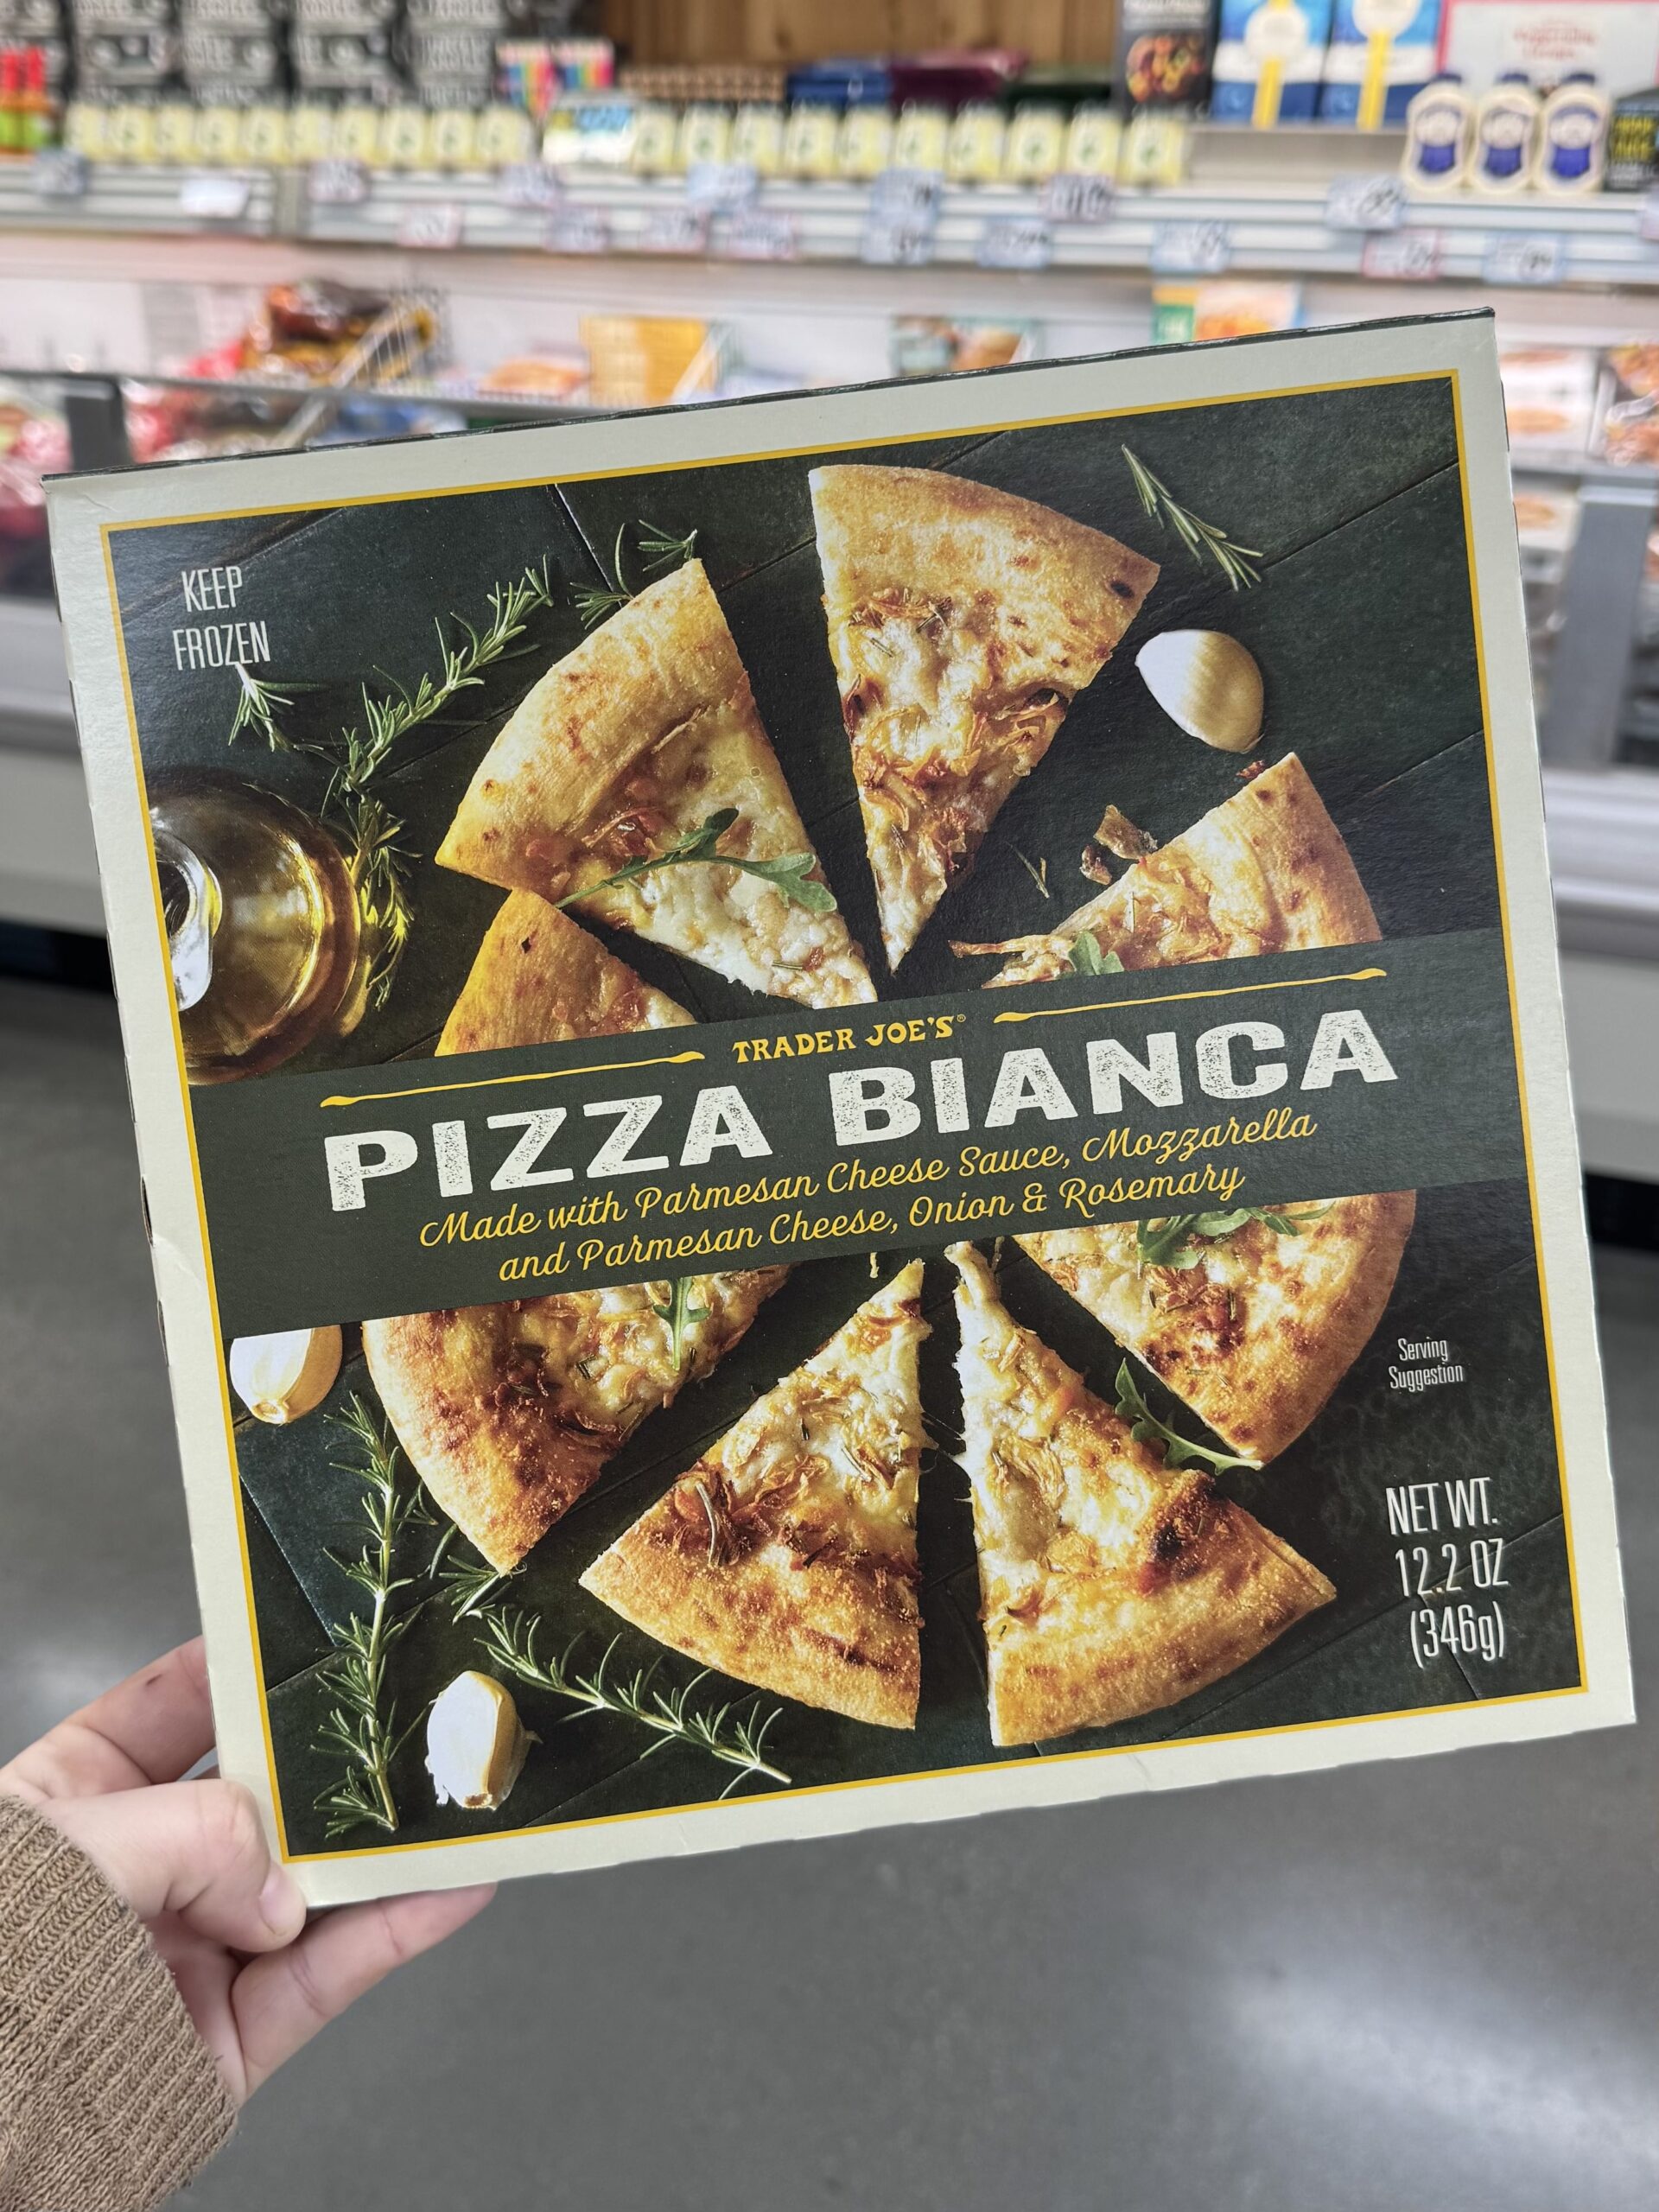 KEEP
FROZEN
TRADER JOE'S®
PIZZA BIANCA
Made with Parmesan Cheese Sauce, Mozzarella
and Parmesan Cheese, Onion & Rosemary
Serving
Suggestion
NET WT.
12.2 OZ
(346g)